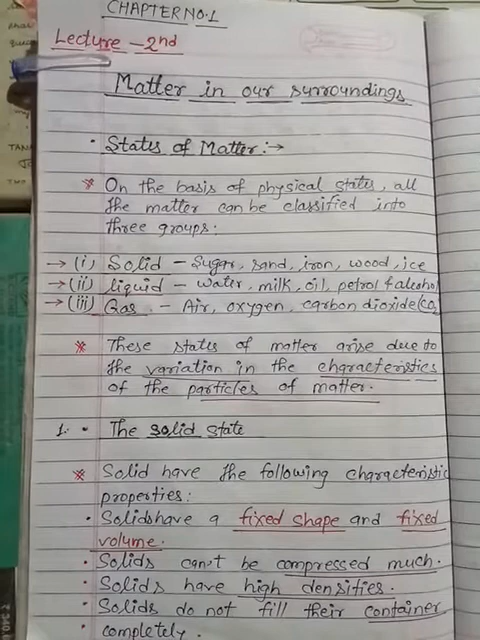 CHAPTER NO.1
Lecture - 2nd
Matter in our surroundings
• States of Matter :→
* On the basis of physical states, all
the matter can be classified into
three groups:
→ (i) Solid - Sugar, sand, iron, wood, ice
→ (ii) liquid - water, milk, oil, petrol & alcohol
→ (iii) Gas - Air, oxygen, carbon dioxide (CO2
* These states of matter arise due to
the variation in the characteristics
of the particles of matter.
1. • The solid state
* Solid have the following characteristic
properties:
• Solids have a fixed shape and fixed
volume.
• Solids can't be compressed much.
• Solids have high densities.
• Solids do not fill their container
• completely.